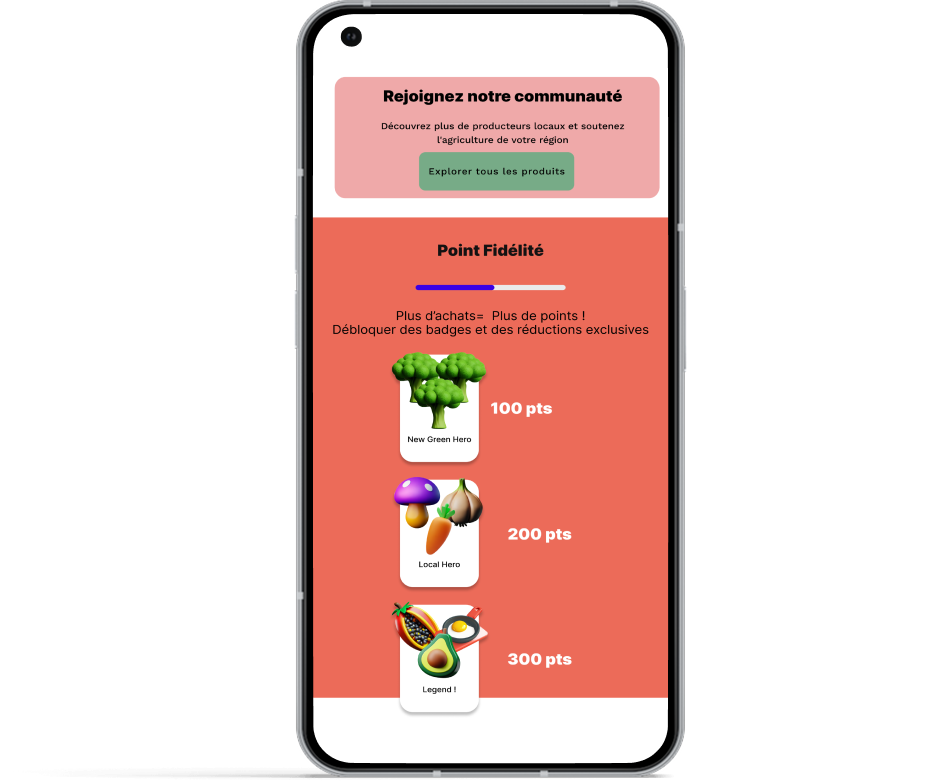 Rejoignez notre communauté
Découvrez plus de producteurs locaux et soutenez
l'agriculture de votre région
Explorer tous les produits
Point Fidélité
Plus d'achats= Plus de points !
Débloquer des badges et des réductions exclusives
New Green Hero
100 pts
Local Hero
200 pts
Legend !
300 pts